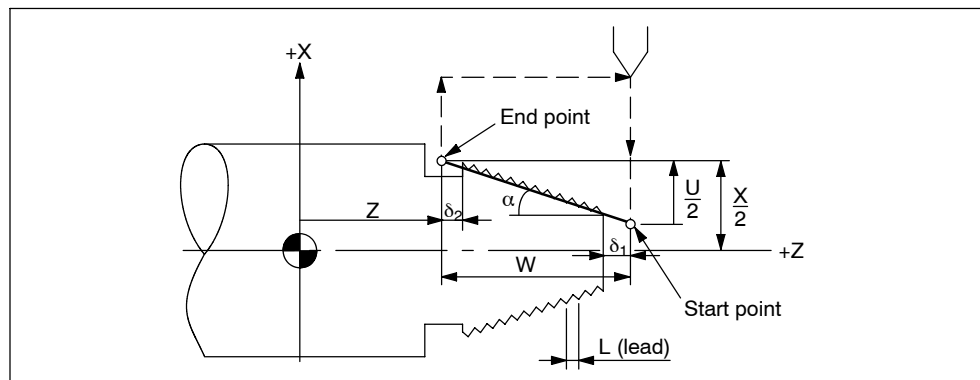 +X
End point
U/2
X/2
α
Z
δ2
δ1
+Z
W
Start point
L (lead)